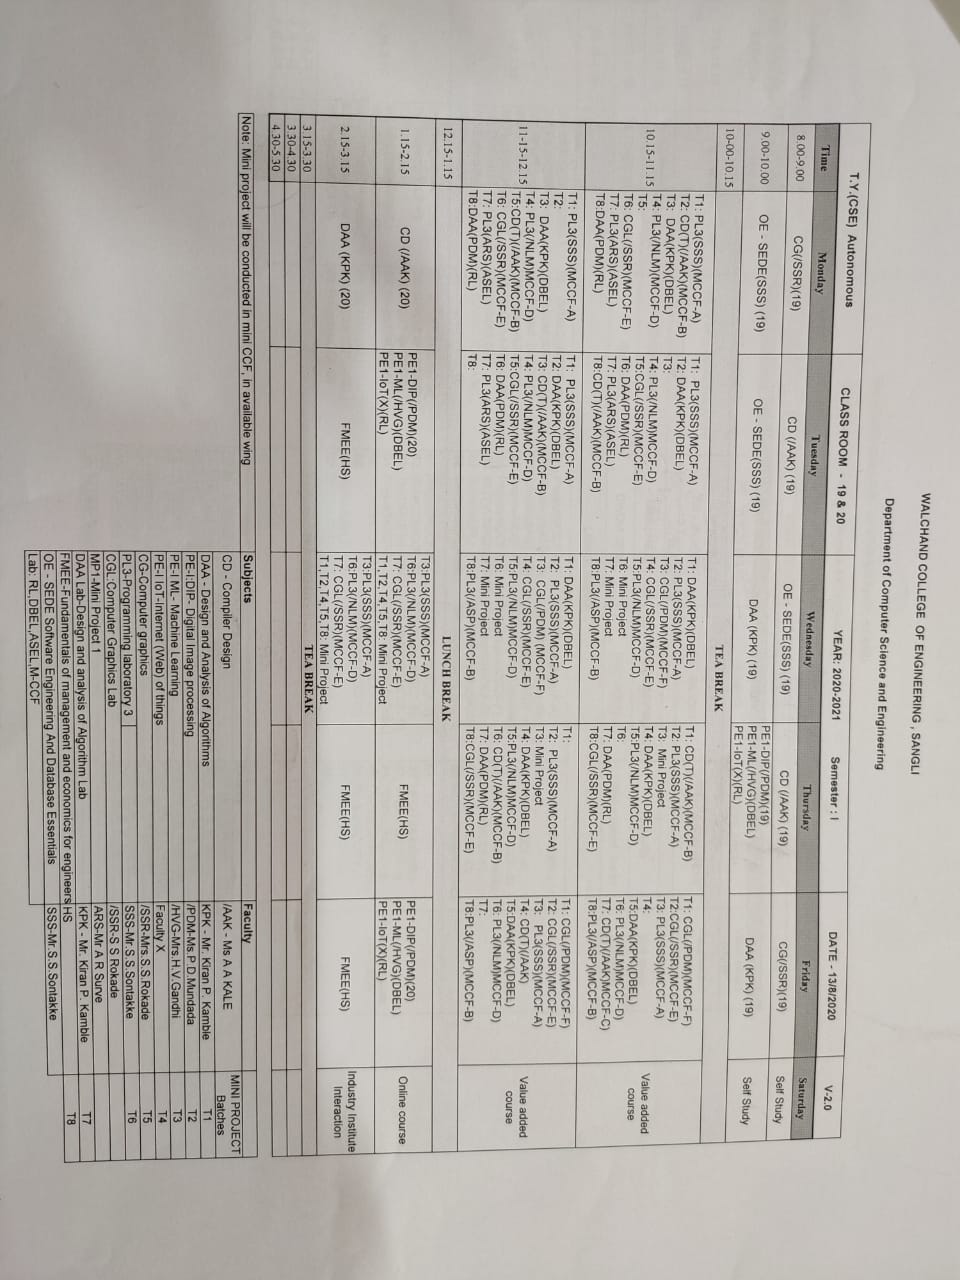 WALCHAND COLLEGE OF ENGINEERING , SANGLI
Department of Computer Science and Engineering
T.Y.(CSE) Autonomous CLASS ROOM - 19 & 20 YEAR: 2020-2021 Semester : I DATE - 13/8/2020 V-2.0
Time Monday Tuesday Wednesday Thursday Friday Saturday
8.00-9.00 CG(/SSR)(19) CD (/AAK) (19) OE - SEDE(SSS) (19) CD (/AAK) (19) CG(/SSR)(19) Self Study
9.00-10.00 OE - SEDE(SSS) (19) OE - SEDE(SSS) (19) DAA (KPK) (19) PE1-DIP(/PDM)(19) DAA (KPK) (19) Self Study
PE1-ML(/HVG)(DBEL)
PE1-IoT(X)(RL)
10-00-10.15 TEA BREAK
10.15-11.15
T1: PL3(SSS)(MCCF-A)
T2: CD(T)(/AAK)(MCCF-B)
T3: DAA(KPK)(DBEL)
T4: PL3(/NLM)(MCCF-D)
T5:
T6: CGL(/SSR)(MCCF-E)
T7: PL3(ARS)(ASEL)
T8:DAA(PDM)(RL)
T1: PL3(SSS)(MCCF-A)
T2: DAA(KPK)(DBEL)
T3:
T4: PL3(/NLM)MCCF-D)
T5:CGL(/SSR)(MCCF-E)
T6: DAA(PDM)(RL)
T7: PL3(ARS)(ASEL)
T8:CD(T)(/AAK)(MCCF-B)
T1: DAA(KPK)(DBEL)
T2: PL3(SSS)(MCCF-A)
T3: CGL(/PDM)(MCCF-F)
T4: CGL(/SSR)(MCCF-E)
T5:PL3(/NLM)MCCF-D)
T6: Mini Project
T7: Mini Project
T8:PL3(/ASP)(MCCF-B)
T1: CD(T)(/AAK)(MCCF-B)
T2: PL3(SSS)(MCCF-A)
T3: Mini Project
T4: DAA(KPK)(DBEL)
T5:PL3(/NLM)MCCF-D)
T6:
T7: DAA(PDM)(RL)
T8:CGL(/SSR)(MCCF-E)
T1: CGL(/PDM)(MCCF-F)
T2:CGL(/SSR)(MCCF-E)
T3: PL3(SSS)(MCCF-A)
T4:
T5:DAA(KPK)(DBEL)
T6: PL3(/NLM)MCCF-D)
T7: CD(T)(/AAK)MCCF-C)
T8:PL3(/ASP)(MCCF-B)
Value added
course
11-15-12.15
T1: PL3(SSS)(MCCF-A)
T2:
T3: DAA(KPK)(DBEL)
T4: PL3(/NLM)(MCCF-D)
T5:CD(T)(/AAK)(MCCF-B)
T6: CGL(/SSR)(MCCF-E)
T7: PL3(ARS)(ASEL)
T8:DAA(PDM)(RL)
T1: PL3(SSS)(MCCF-A)
T2: DAA(KPK)(DBEL)
T3: CD(T)(/AAK)(MCCF-B)
T4: PL3(/NLM)MCCF-D)
T5:CGL(/SSR)(MCCF-E)
T6: DAA(PDM)(RL)
T7: PL3(ARS)(ASEL)
T8:
T1: DAA(KPK)(DBEL)
T2: PL3(SSS)(MCCF-A)
T3: CGL(/PDM) (MCCF-F)
T4: CGL(/SSR)(MCCF-E)
T5:PL3(/NLM)(MCCF-D)
T6: Mini Project
T7: Mini Project
T8:PL3(/ASP)(MCCF-B)
T1:
T2: PL3(SSS)(MCCF-A)
T3: Mini Project
T4: DAA(KPK)(DBEL)
T5:PL3(/NLM)MCCF-D)
T6: CD(T)(/AAK)(MCCF-B)
T7: DAA(PDM)(RL)
T8:CGL(/SSR)(MCCF-E)
T1: CGL(/PDM)(MCCF-F)
T2: CGL(/SSR)(MCCF-E)
T3: PL3(SSS)(MCCF-A)
T4: CD(T)(/AAK)
T5:DAA(KPK)(DBEL)
T6: PL3(/NLM)MCCF-D)
T7:
T8:PL3(/ASP)(MCCF-B)
Value added
course
12.15-1.15 LUNCH BREAK
1.15-2.15 CD (/AAK) (20)
PE1-DIP(/PDM)(20)
PE1-ML(/HVG)(DBEL)
PE1-IoT(X)(RL)
T3:PL3(SSS)(MCCF-A)
T6:PL3(/NLM)(MCCF-D)
T7: CGL(/SSR)(MCCF-E)
T1,T2,T4,T5,T8: Mini Project
FMEE(HS)
PE1-DIP(/PDM)(20)
PE1-ML(/HVG)(DBEL)
PE1-IoT(X)(RL)
Online course
2.15-3.15 DAA (KPK) (20) FMEE(HS)
T3:PL3(SSS)(MCCF-A)
T6:PL3(/NLM)(MCCF-D)
T7: CGL(/SSR)(MCCF-E)
T1,T2,T4,T5,T8: Mini Project
FMEE(HS) FMEE(HS)
Industry Institute
Interaction
3.15-3.30 TEA BREAK
3.30-4.30
4.30-5.30
Note: Mini project will be conducted in mini CCF, in available wing
Subjects Faculty
CD - Compiler Design /AAK - Ms A A KALE MINI PROJECT
Batches
DAA - Design and Analysis of Algorithms KPK - Mr. Kiran P. Kamble T1
PE-I:DIP- Digital Image processing /PDM-Ms.P.D.Mundada T2
PE-I ML- Machine Learning /HVG-Mrs.H.V.Gandhi T3
PE-I IoT-Internet (Web) of things Faculty X T4
CG-Computer graphics /SSR-Mrs.S.S.Rokade T5
PL3-Programming laboratory 3 SSS-Mr.S.S.Sontakke T6
CGL:Computer Graphics Lab /SSR-S S Rokade
MP1-Mini Project 1 ARS-Mr A R Surve
DAA Lab-Design and analysis of Algorithm Lab KPK - Mr. Kiran P. Kamble T7
FMEE-Fundamentals of management and economics for engineers HS T8
OE - SEDE Software Engineering And Database Essentials SSS-Mr.S.S.Sontakke
Lab: RL,DBEL,ASEL,M-CCF